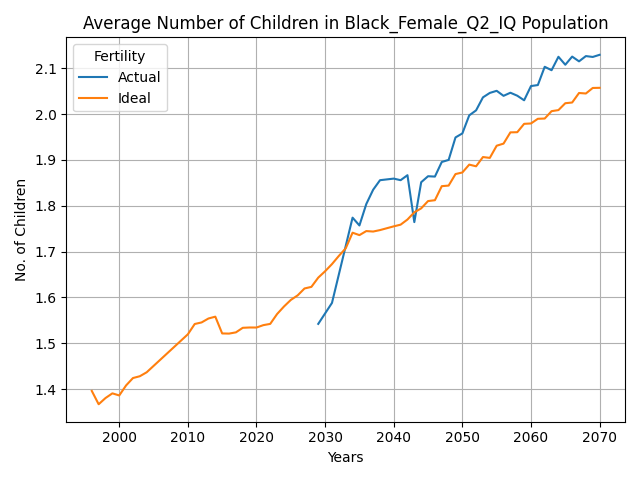 Average Number of Children in Black_Female_Q2_IQ Population
Fertility
Actual
Ideal
No. of Children
2.1
2.0
1.9
1.8
1.7
1.6
1.5
1.4
2000 2010 2020 2030 2040 2050 2060 2070
Years